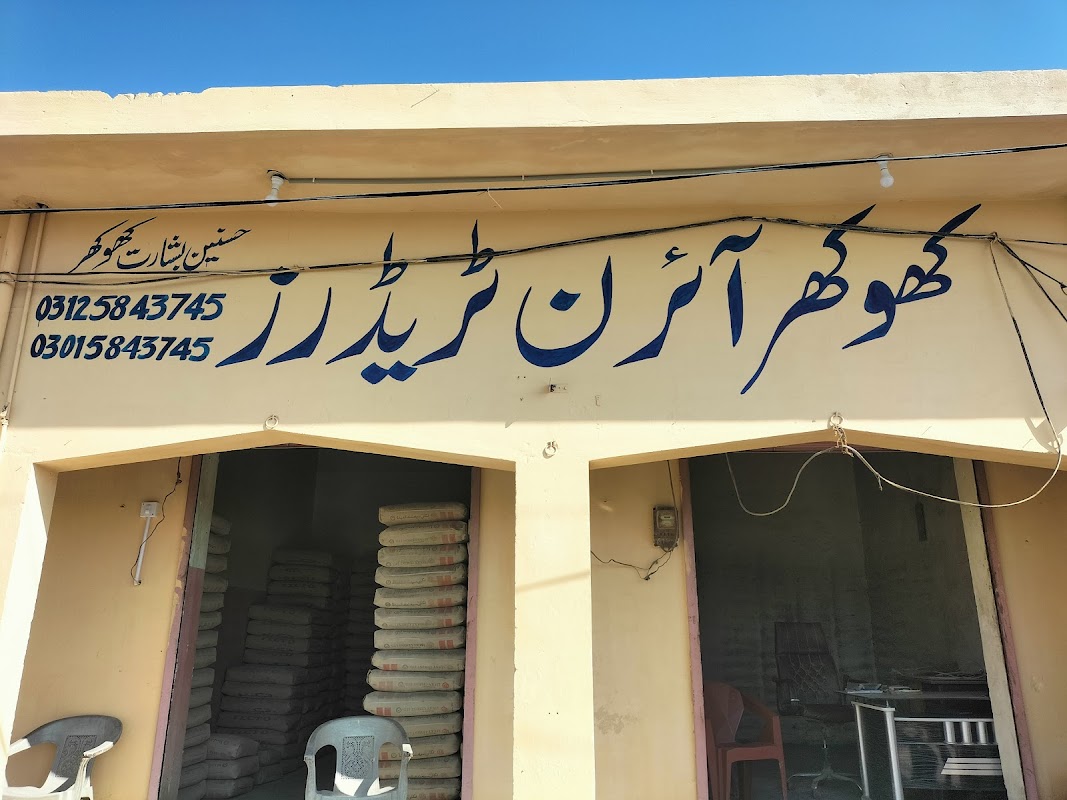 کھوکھر آئرن ٹریڈرز
حسنین بشارت کھوکھر
03125843745
03015843745